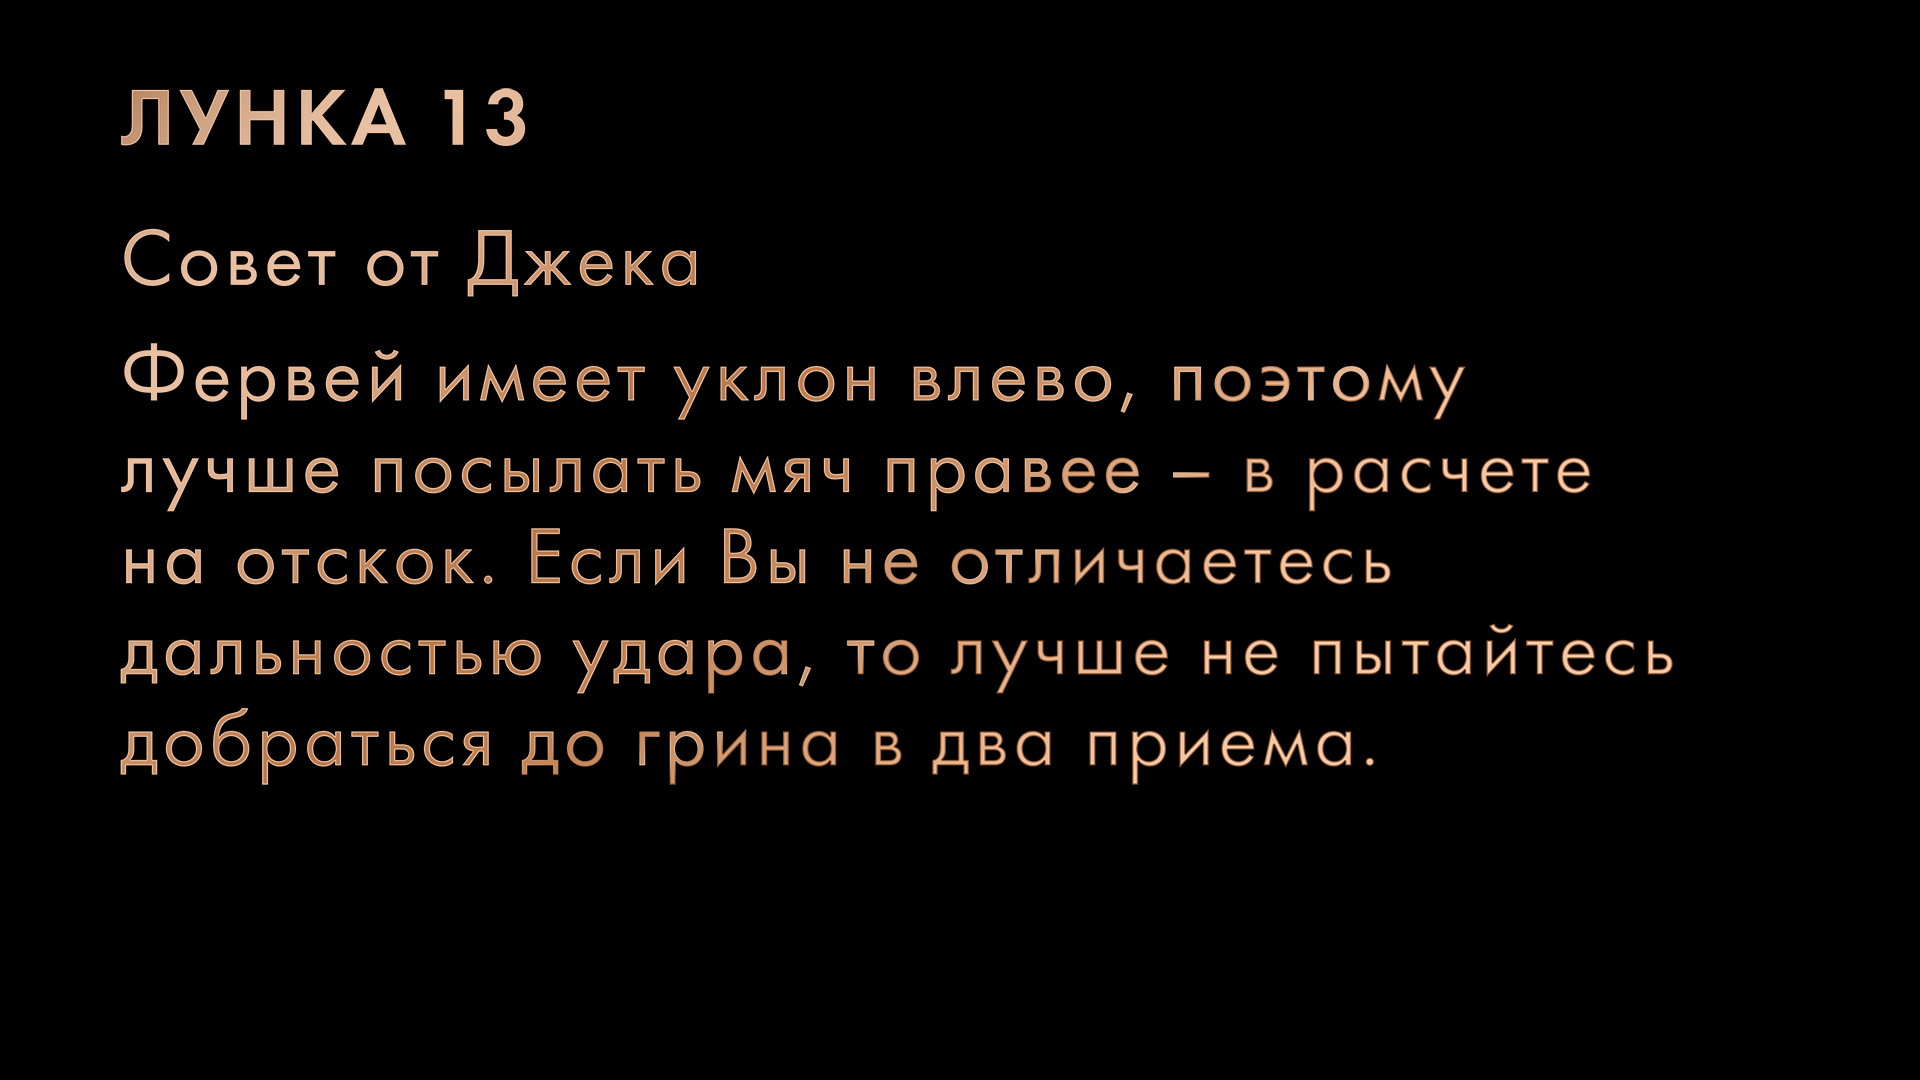 ЛУНКА 13
Совет от Джека
Фервей имеет уклон влево, поэтому
лучше посылать мяч правее – в расчете
на отскок. Если Вы не отличаетесь
дальностью удара, то лучше не пытайтесь
добраться до грина в два приема.